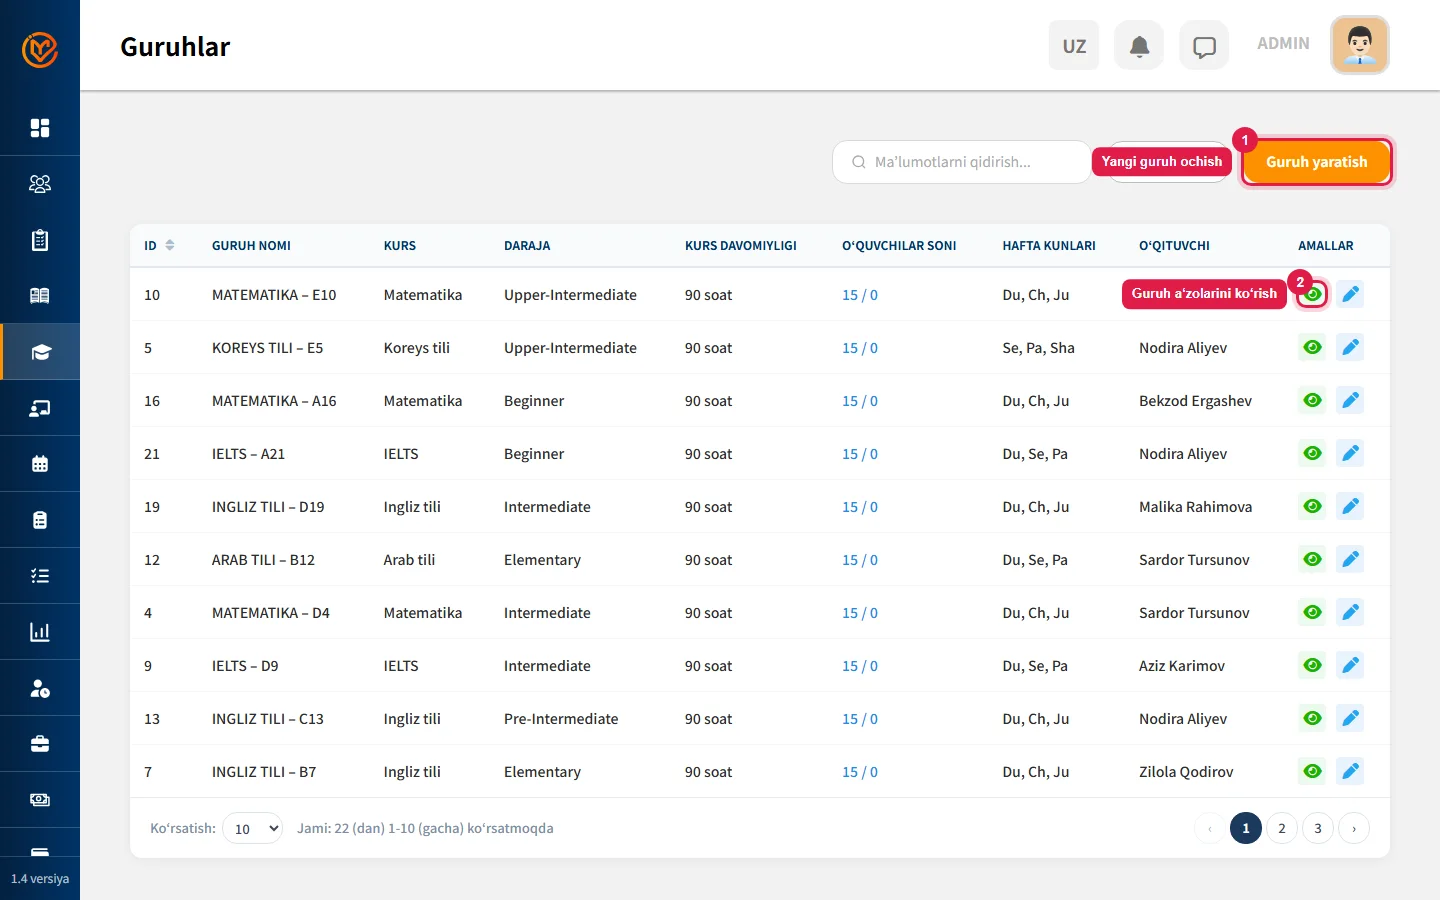 Guruhlar
UZ
ADMIN
Ma'lumotlarni qidirish...
Yangi guruh ochish
1
Guruh yaratish
ID GURUH NOMI KURS DARAJA KURS DAVOMIYLIGI O'QUVCHILAR SONI HAFTA KUNLARI O'QITUVCHI AMALLAR
10 MATEMATIKA – E10 Matematika Upper-Intermediate 90 soat 15 / 0 Du, Ch, Ju Guruh a'zolarini ko'rish 2
5 KOREYS TILI – E5 Koreys tili Upper-Intermediate 90 soat 15 / 0 Se, Pa, Sha Nodira Aliyev
16 MATEMATIKA – A16 Matematika Beginner 90 soat 15 / 0 Du, Ch, Ju Bekzod Ergashev
21 IELTS – A21 IELTS Beginner 90 soat 15 / 0 Du, Se, Pa Nodira Aliyev
19 INGLIZ TILI – D19 Ingliz tili Intermediate 90 soat 15 / 0 Du, Ch, Ju Malika Rahimova
12 ARAB TILI – B12 Arab tili Elementary 90 soat 15 / 0 Du, Se, Pa Sardor Tursunov
4 MATEMATIKA – D4 Matematika Intermediate 90 soat 15 / 0 Du, Ch, Ju Sardor Tursunov
9 IELTS – D9 IELTS Intermediate 90 soat 15 / 0 Du, Se, Pa Aziz Karimov
13 INGLIZ TILI – C13 Ingliz tili Pre-Intermediate 90 soat 15 / 0 Du, Ch, Ju Nodira Aliyev
7 INGLIZ TILI – B7 Ingliz tili Elementary 90 soat 15 / 0 Du, Ch, Ju Zilola Qodirov
Ko'rsatish: 10 Jami: 22 (dan) 1-10 (gacha) ko'rsatmoqda ‹ 1 2 3 ›
1.4 versiya